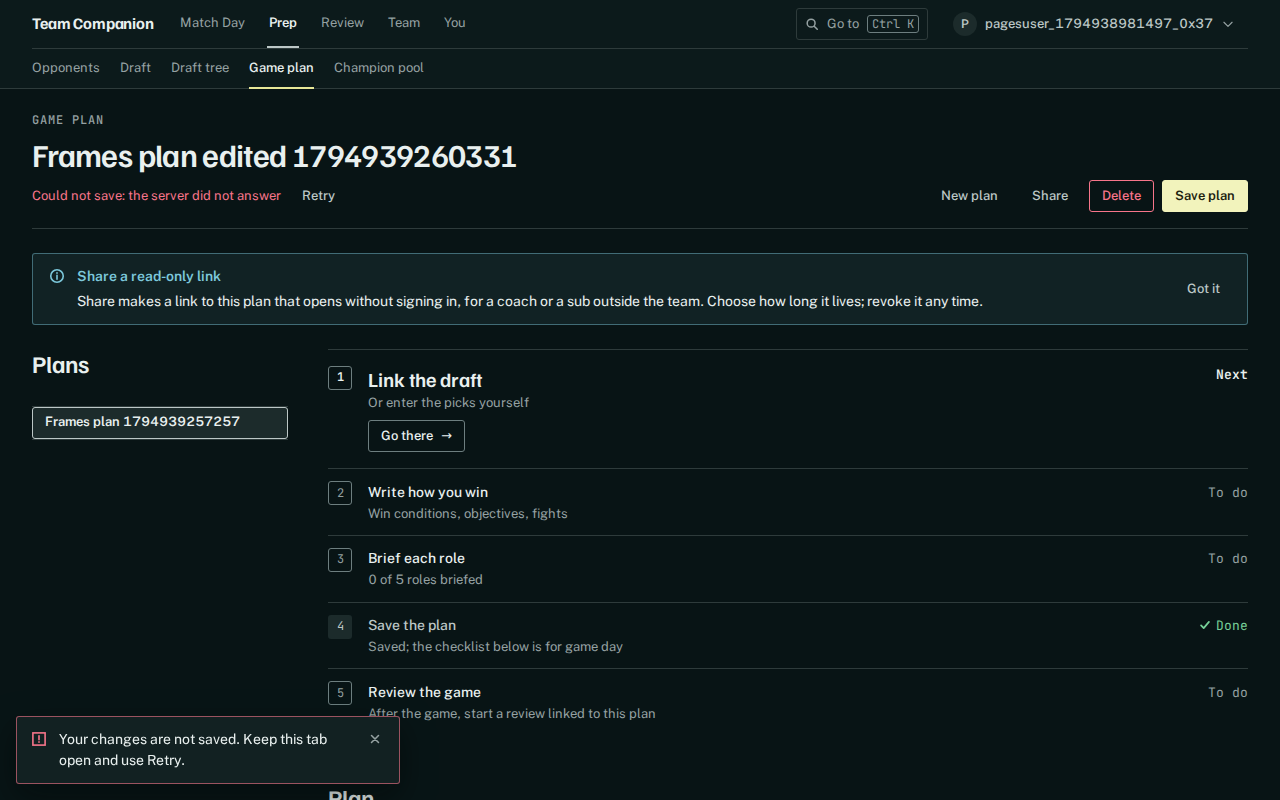 Team Companion
Match Day
Prep
Review
Team
You
Go to Ctrl K
P
pagesuser_1794938981497_0x37
Opponents
Draft
Draft tree
Game plan
Champion pool
GAME PLAN
Frames plan edited 1794939260331
Could not save: the server did not answer
Retry
New plan
Share
Delete
Save plan
Share a read-only link
Share makes a link to this plan that opens without signing in, for a coach or a sub outside the team. Choose how long it lives; revoke it any time.
Got it
Plans
Frames plan 1794939257257
1
Link the draft
Next
Or enter the picks yourself
Go there →
2
Write how you win
To do
Win conditions, objectives, fights
3
Brief each role
To do
0 of 5 roles briefed
4
Save the plan
Done
Saved; the checklist below is for game day
5
Review the game
To do
After the game, start a review linked to this plan
Your changes are not saved. Keep this tab
open and use Retry.
Plan